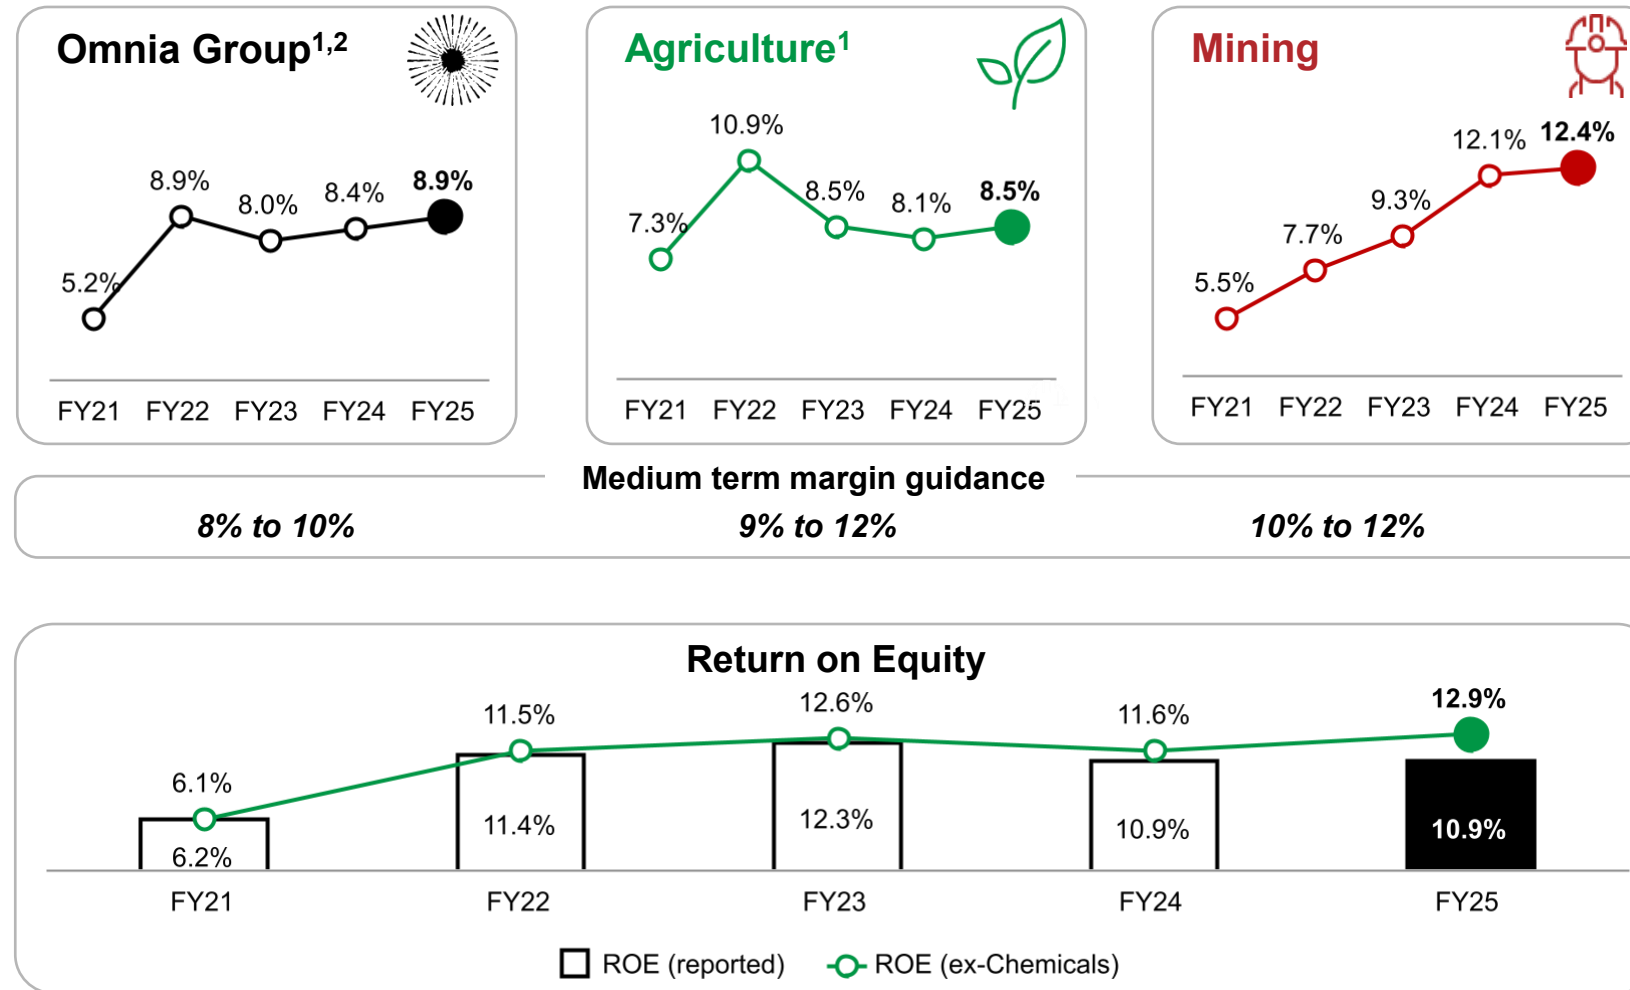 Omnia Group1,2
5.2%
8.9%
8.0%
8.4%
8.9%
FY21 FY22 FY23 FY24 FY25
Agriculture1
7.3%
10.9%
8.5%
8.1%
8.5%
FY21 FY22 FY23 FY24 FY25
Mining
5.5%
7.7%
9.3%
12.1%
12.4%
FY21 FY22 FY23 FY24 FY25
Medium term margin guidance
8% to 10%
9% to 12%
10% to 12%
Return on Equity
6.1%
11.5%
12.6%
11.6%
12.9%
6.2%
11.4%
12.3%
10.9%
10.9%
FY21 FY22 FY23 FY24 FY25
ROE (reported) ROE (ex-Chemicals)